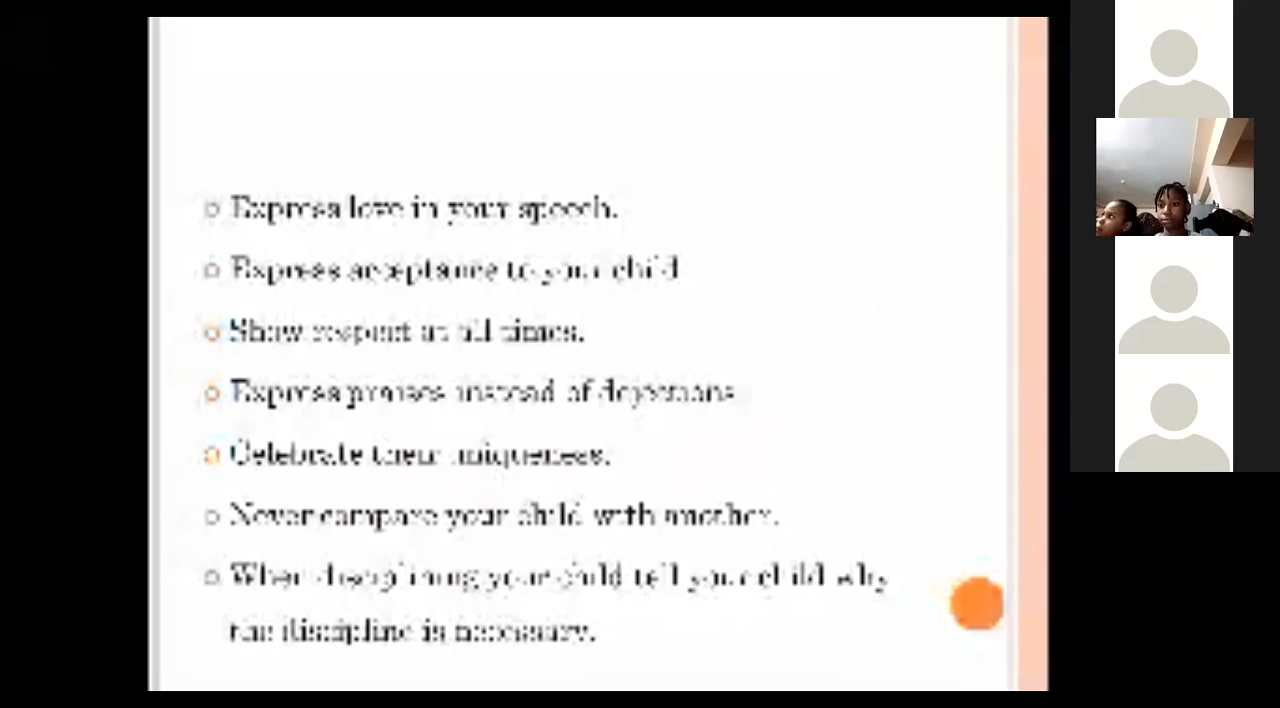 Express love in your speech.
Express acceptance to your child
Show respect at all times.
Express praises instead of dejections
Celebrate their uniqueness.
Never compare your child with another.
When disciplining your child tell your child why
the discipline is necessary.